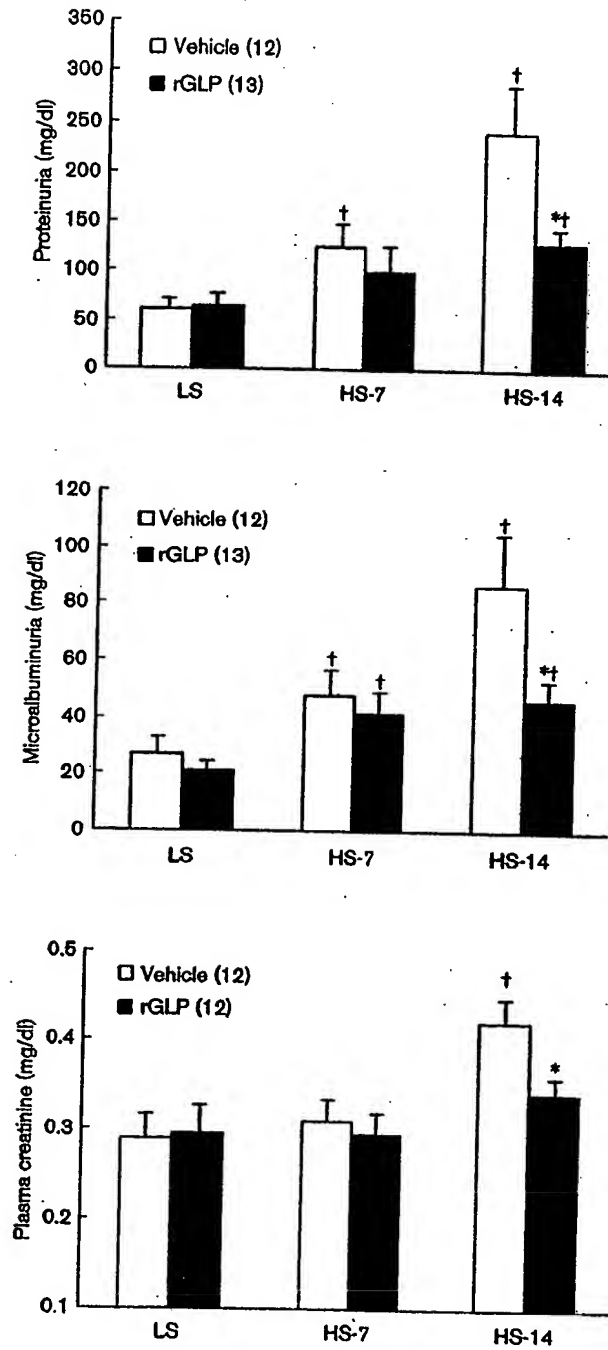 350
300
250
200
150
100
50
0
Proteinuria (mg/dl)
Vehicle (12)
rGLP (13)
†
†
*†
LS HS-7 HS-14
120
100
80
60
40
20
0
Microalbuminuria (mg/dl)
Vehicle (12)
rGLP (13)
†
† †
*†
LS HS-7 HS-14
0.5
0.4
0.3
0.2
0.1
Plasma creatinine (mg/dl)
Vehicle (12)
rGLP (12)
†
*
LS HS-7 HS-14